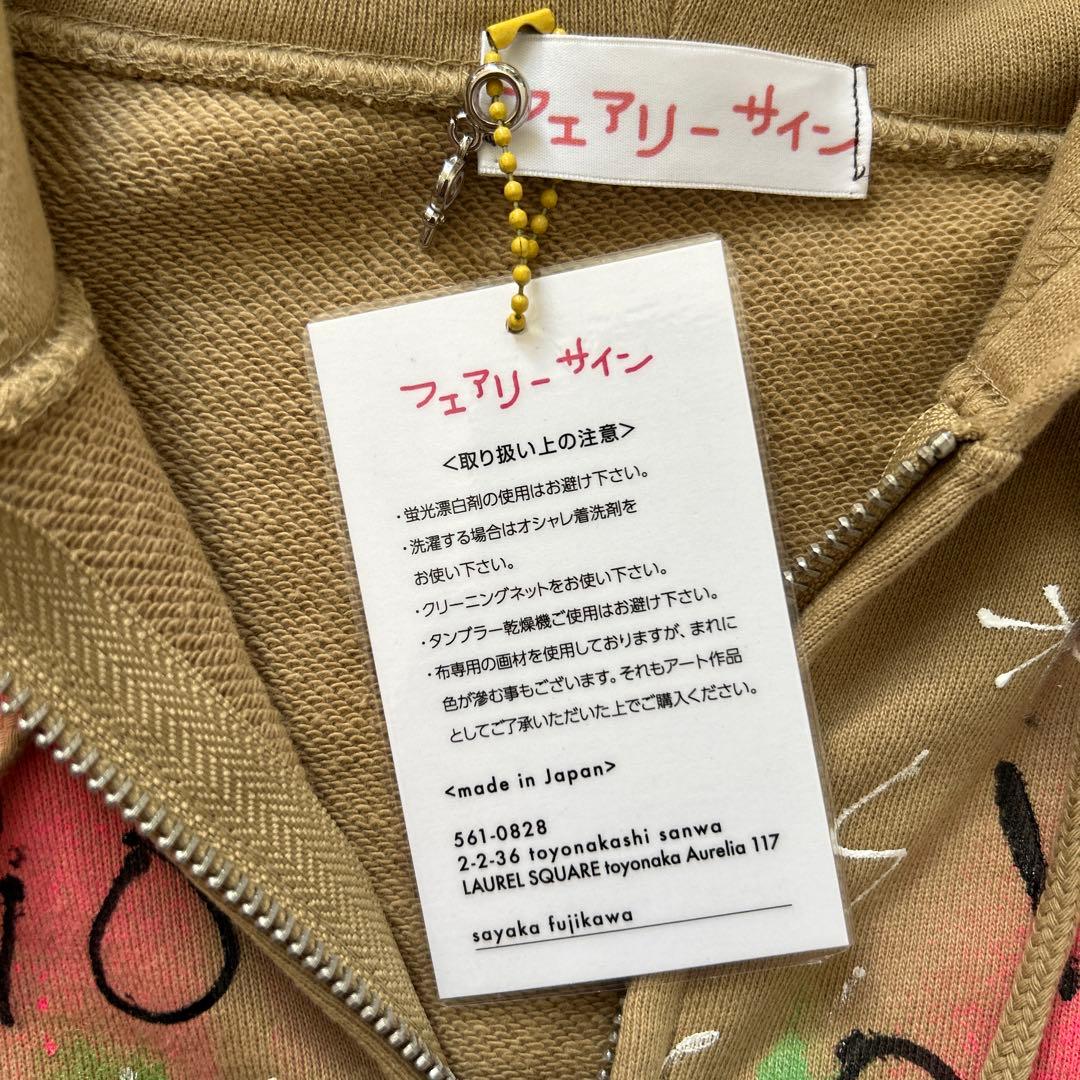 フェアリーサイン
フェアリーサイン
<取り扱い上の注意>
・蛍光漂白剤の使用はお避け下さい。
・洗濯する場合はオシャレ着洗剤を
お使い下さい。
・クリーニングネットをお使い下さい。
・タンブラー乾燥機ご使用はお避け下さい。
・布専用の画材を使用しておりますが、まれに
色が滲む事もございます。それもアート作品
としてご了承いただいた上でご購入ください。
<made in Japan>
561-0828
2-2-36 toyonakashi sanwa
LAUREL SQUARE toyonaka Aurelia 117
sayaka fujikawa